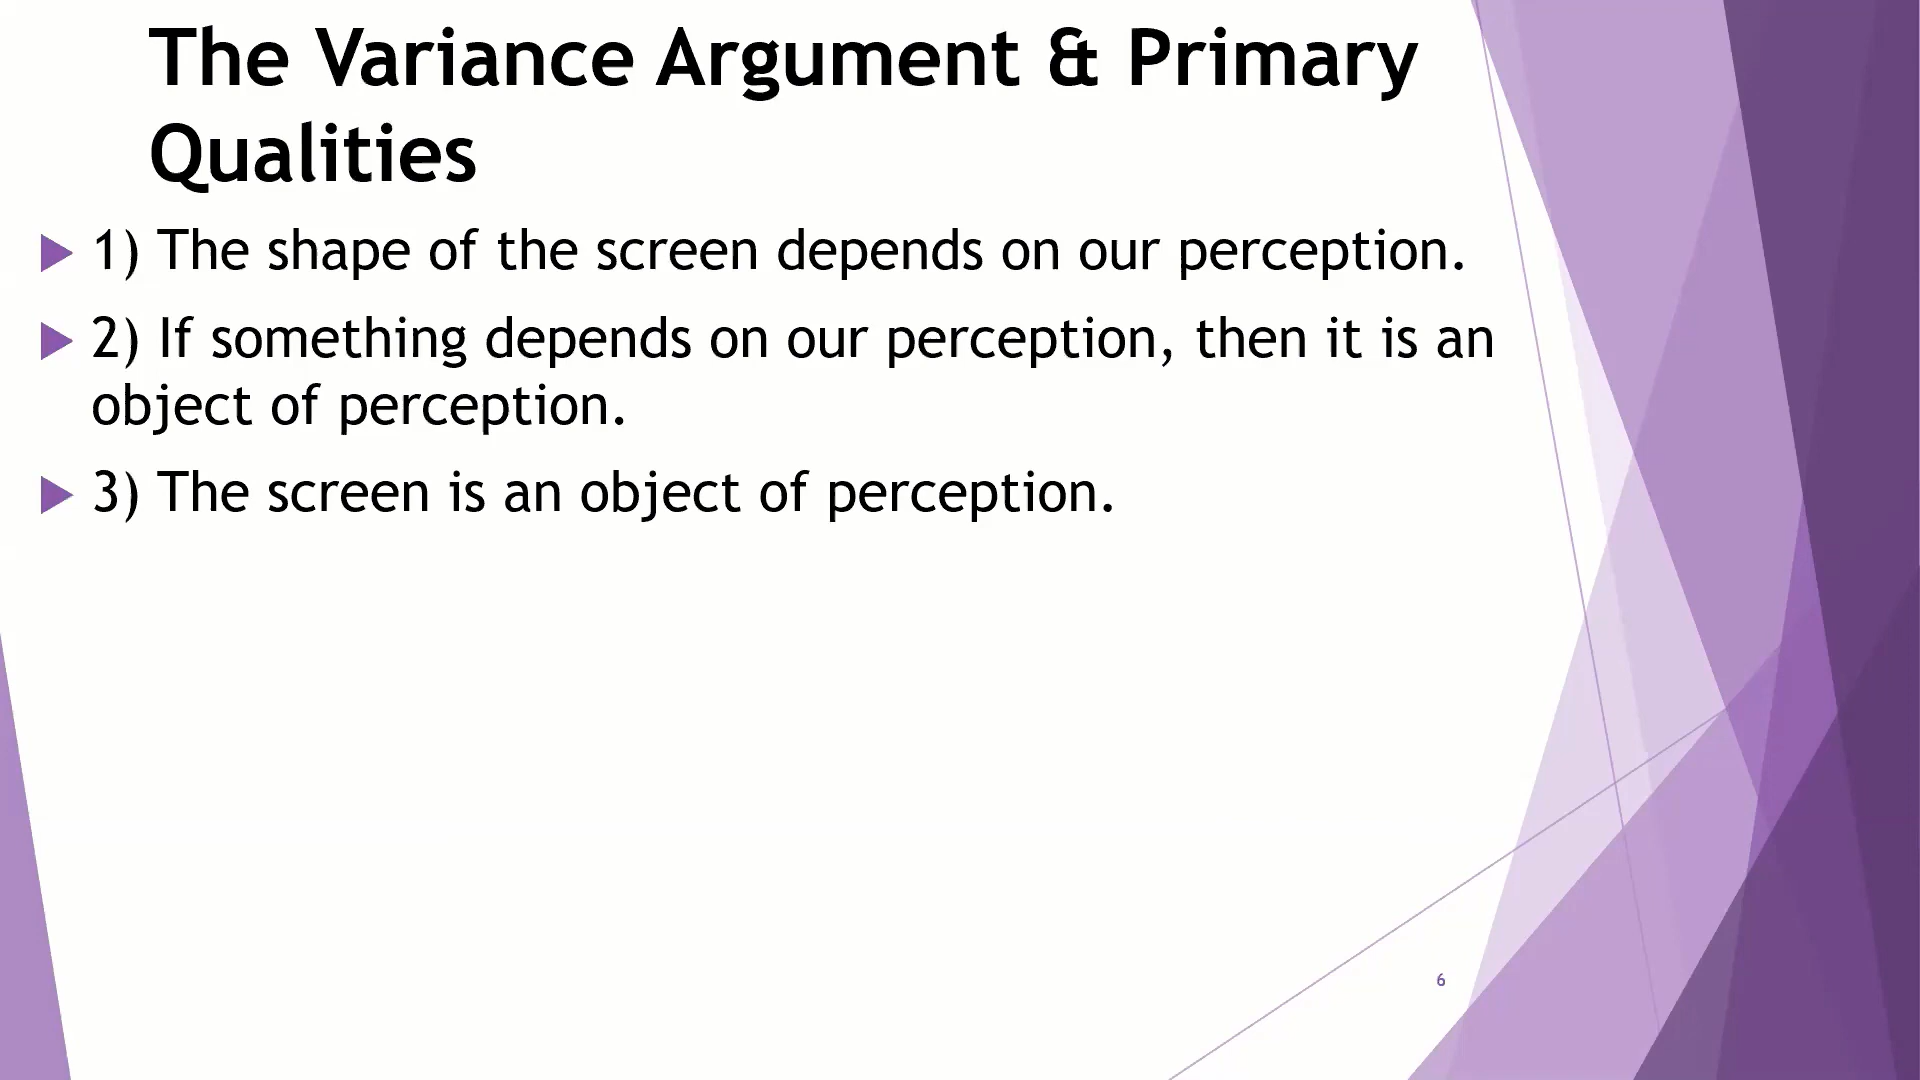 The Variance Argument & Primary
Qualities
1) The shape of the screen depends on our perception.
2) If something depends on our perception, then it is an
object of perception.
3) The screen is an object of perception.
6